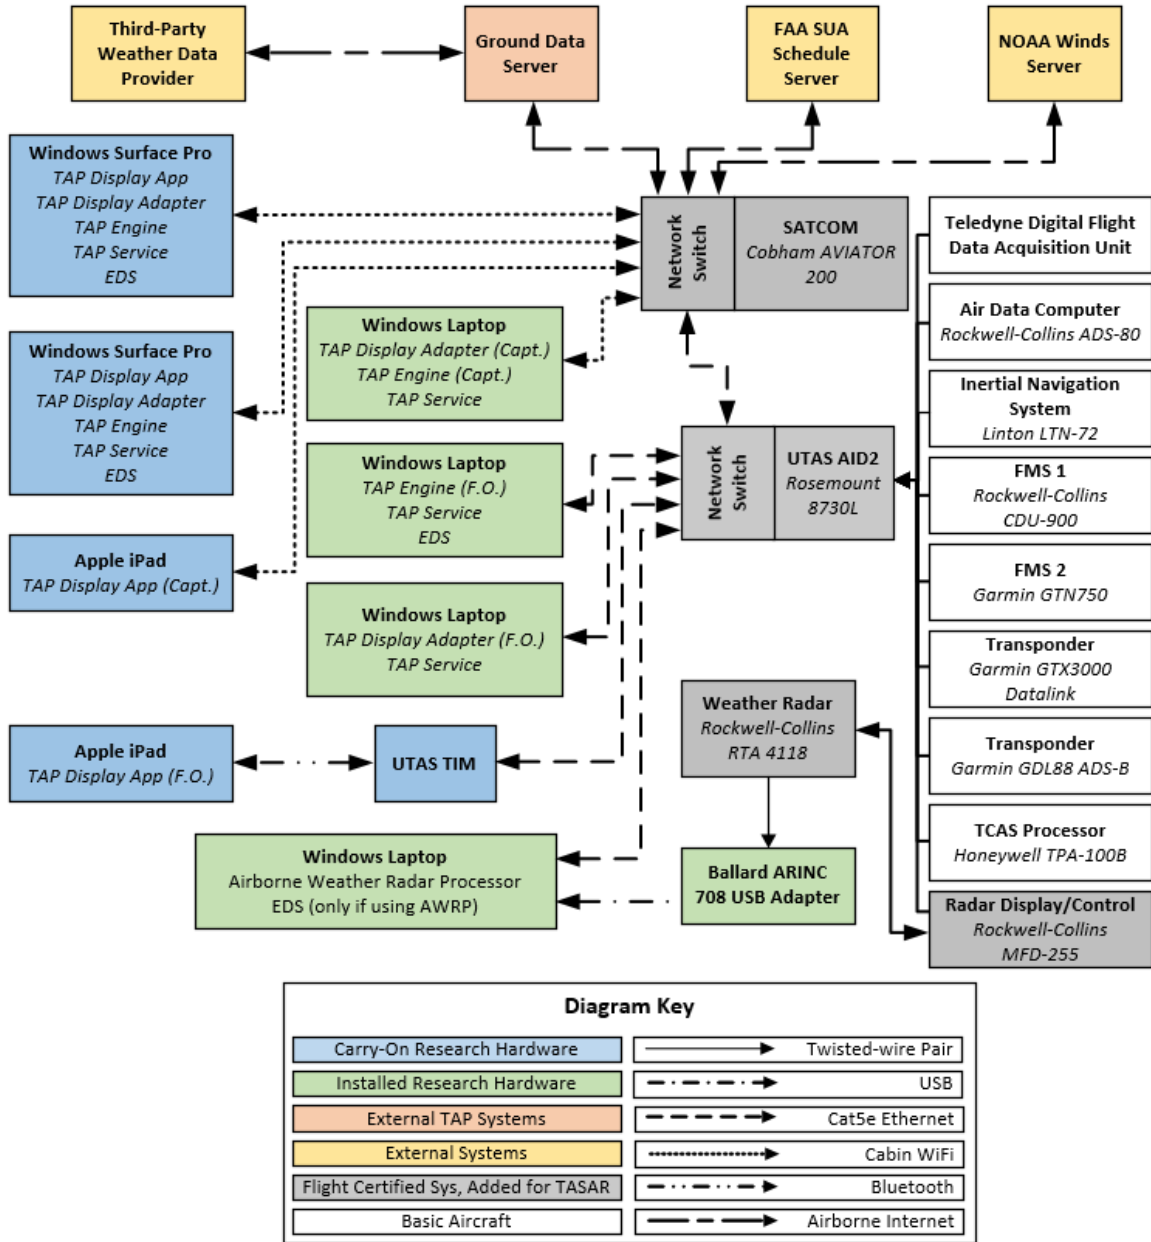 Third-Party
Weather Data
Provider
Ground Data
Server
FAA SUA
Schedule
Server
NOAA Winds
Server
Windows Surface Pro
TAP Display App
TAP Display Adapter
TAP Engine
TAP Service
EDS
Network
Switch
SATCOM
Cobham AVIATOR
200
Teledyne Digital Flight
Data Acquisition Unit
Air Data Computer
Rockwell-Collins ADS-80
Windows Laptop
TAP Display Adapter (Capt.)
TAP Engine (Capt.)
TAP Service
Windows Surface Pro
TAP Display App
TAP Display Adapter
TAP Engine
TAP Service
EDS
Inertial Navigation
System
Linton LTN-72
Windows Laptop
TAP Engine (F.O.)
TAP Service
EDS
Network
Switch
UTAS AID2
Rosemount
8730L
FMS 1
Rockwell-Collins
CDU-900
Apple iPad
TAP Display App (Capt.)
FMS 2
Garmin GTN750
Windows Laptop
TAP Display Adapter (F.O.)
TAP Service
Transponder
Garmin GTX3000
Datalink
Weather Radar
Rockwell-Collins
RTA 4118
Apple iPad
TAP Display App (F.O.)
UTAS TIM
Transponder
Garmin GDL88 ADS-B
TCAS Processor
Honeywell TPA-100B
Windows Laptop
Airborne Weather Radar Processor
EDS (only if using AWRP)
Ballard ARINC
708 USB Adapter
Radar Display/Control
Rockwell-Collins
MFD-255
Diagram Key
Carry-On Research Hardware
Twisted-wire Pair
Installed Research Hardware
USB
External TAP Systems
Cat5e Ethernet
External Systems
Cabin WiFi
Flight Certified Sys, Added for TASAR
Bluetooth
Basic Aircraft
Airborne Internet